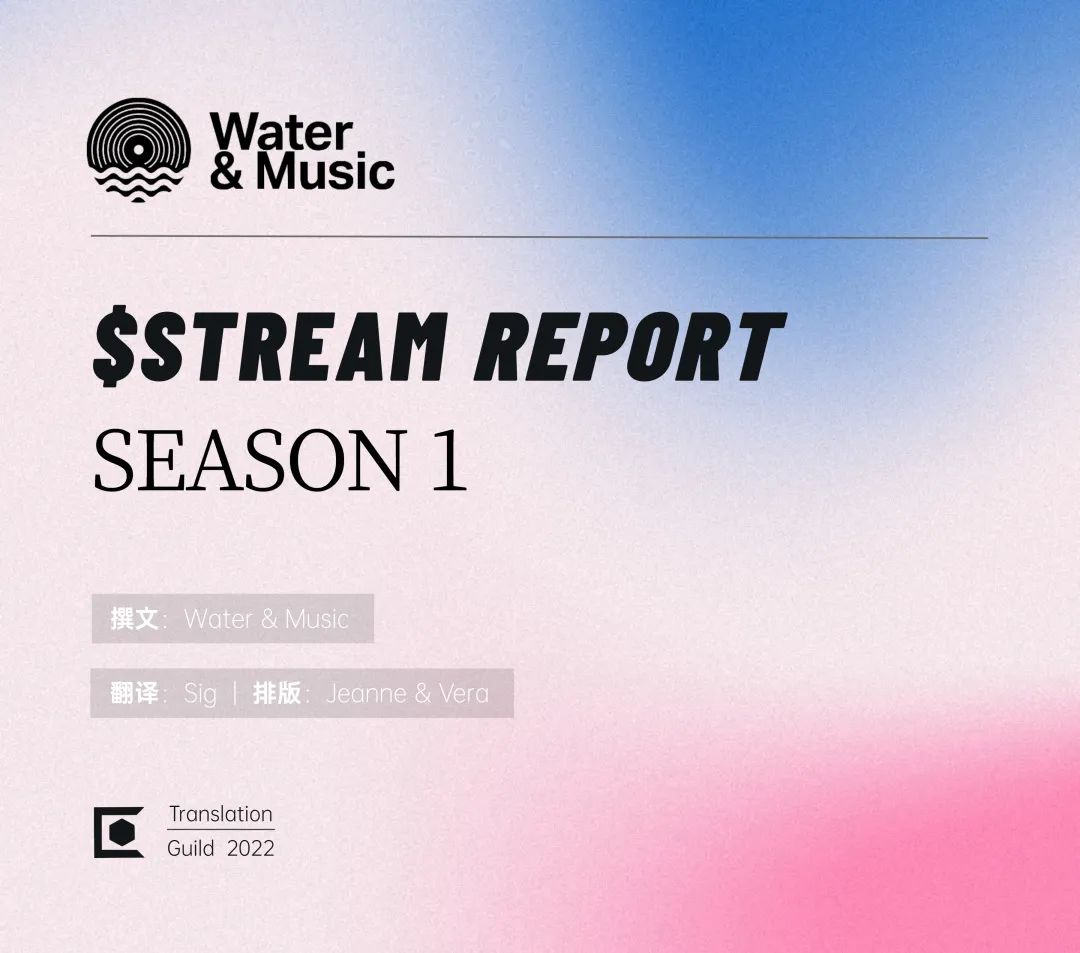 Water
& Music
$STREAM REPORT
SEASON 1
撰文：Water & Music
翻译：Sig | 排版：Jeanne & Vera
Translation
Guild 2022